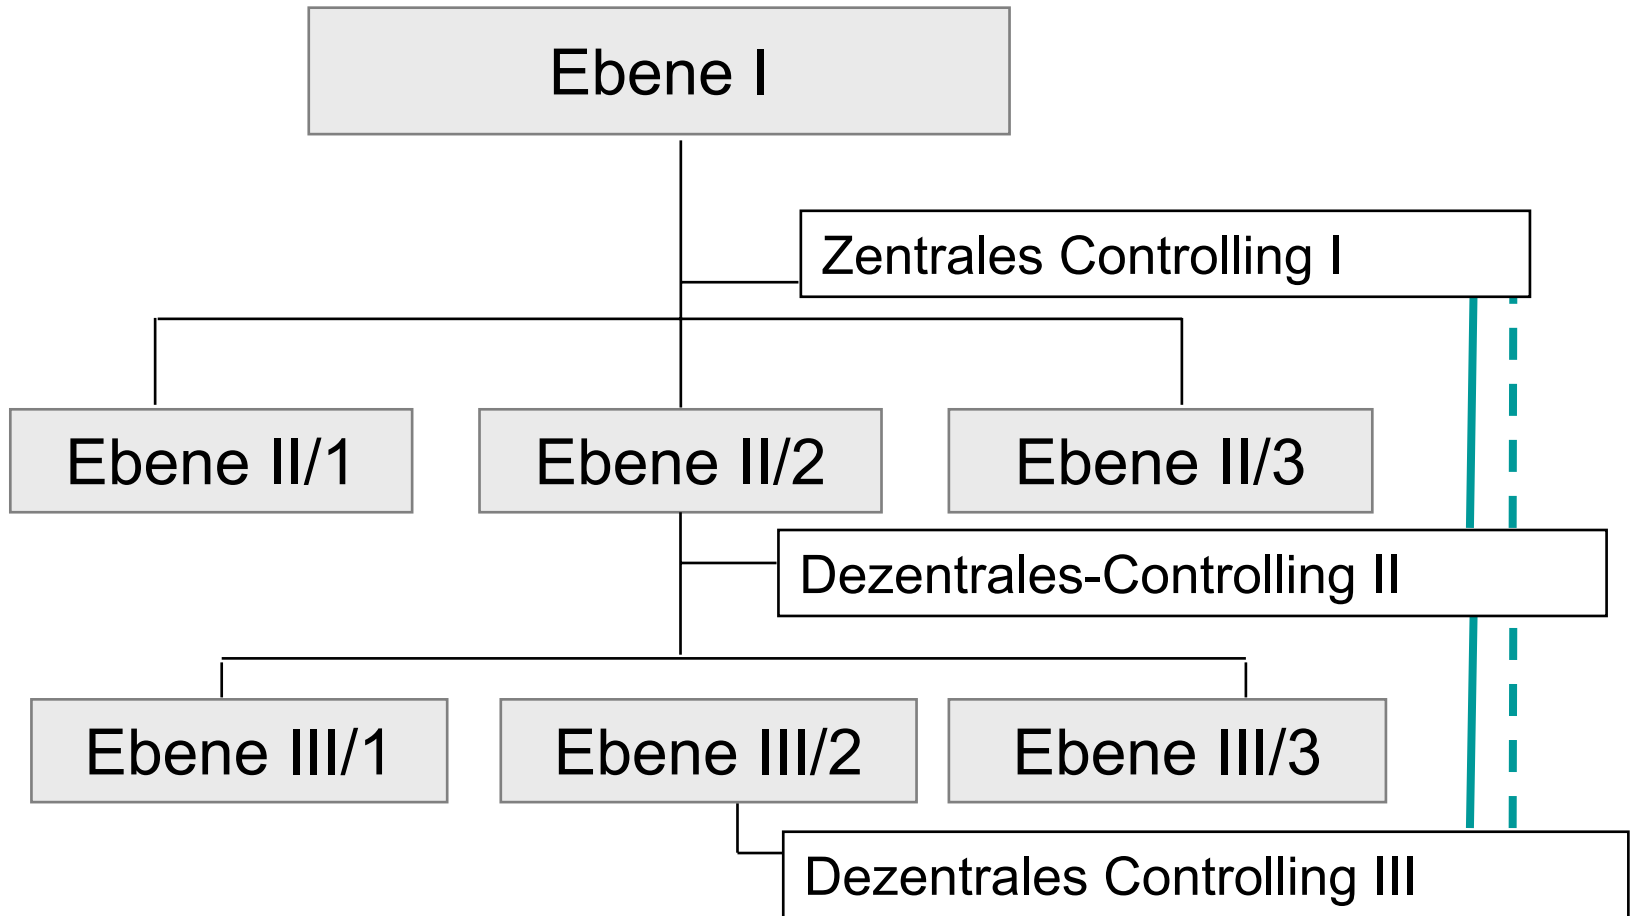 Ebene I
Zentrales Controlling I
Ebene II/1
Ebene II/2
Ebene II/3
Dezentrales-Controlling II
Ebene III/1
Ebene III/2
Ebene III/3
Dezentrales Controlling III